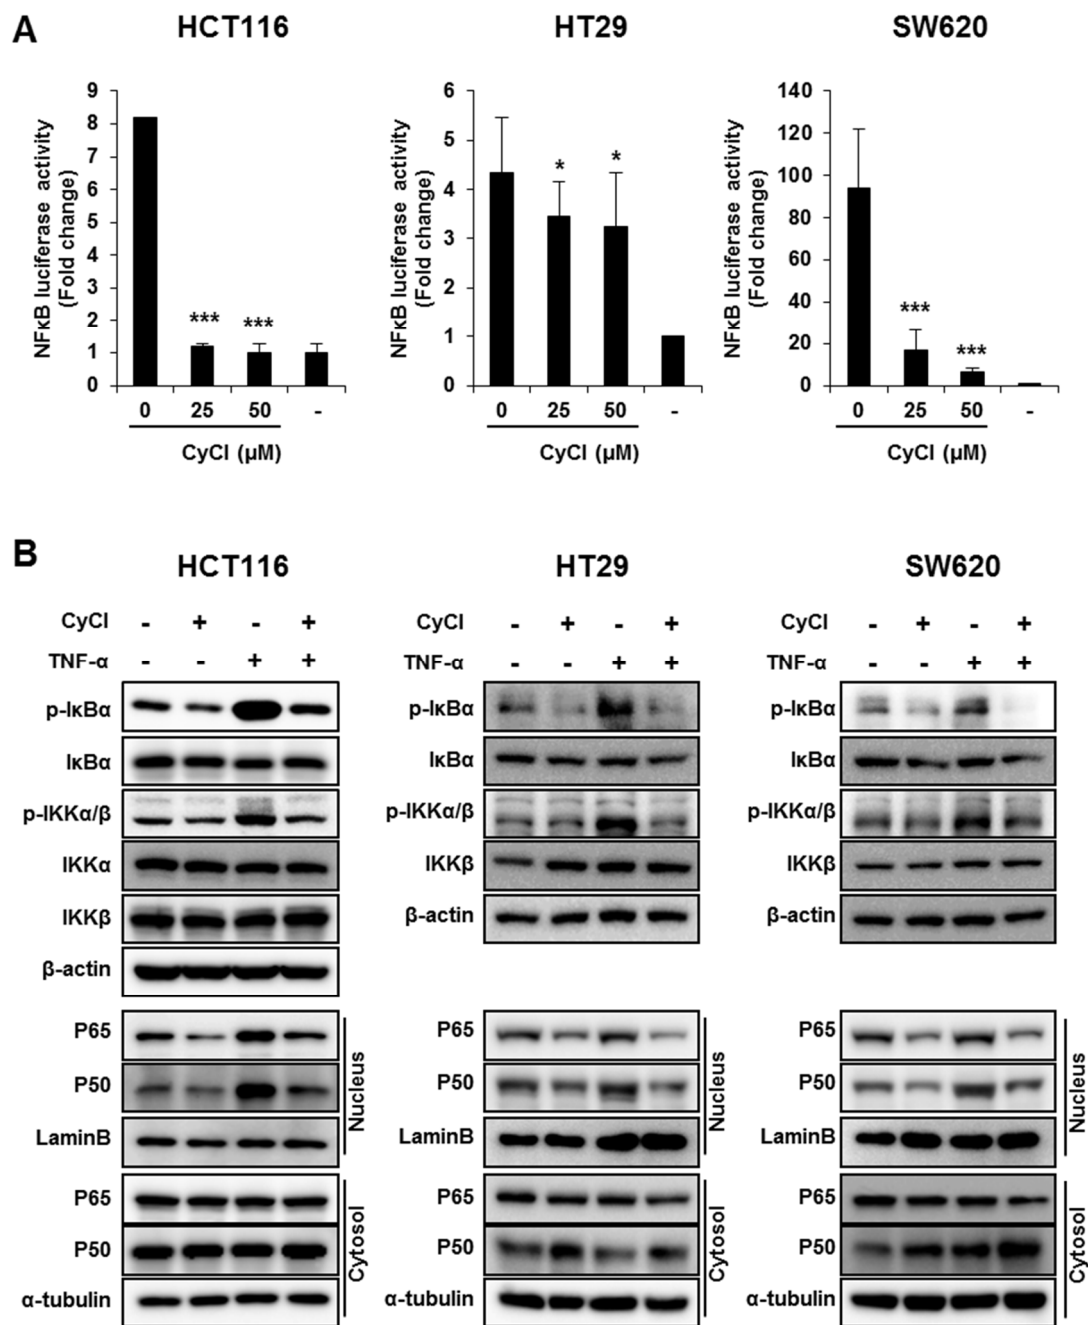 A
HCT116
HT29
SW620
NFκB luciferase activity
(Fold change)
9
8
7
6
5
4
3
2
1
0
***
***
0 25 50 -
CyCl (µM)
NFκB luciferase activity
(Fold change)
6
5
4
3
2
1
0
*
*
0 25 50 -
CyCl (µM)
NFκB luciferase activity
(Fold change)
140
120
100
80
60
40
20
0
***
***
0 25 50 -
CyCl (µM)
B
HCT116
CyCl - + - +
TNF-α - - + +
p-IκBα
IκBα
p-IKKα/β
IKKα
IKKβ
β-actin
P65
P50
LaminB
Nucleus
P65
P50
α-tubulin
Cytosol
HT29
CyCl - + - +
TNF-α - - + +
p-IκBα
IκBα
p-IKKα/β
IKKβ
β-actin
P65
P50
LaminB
Nucleus
P65
P50
α-tubulin
Cytosol
SW620
CyCl - + - +
TNF-α - - + +
p-IκBα
IκBα
p-IKKα/β
IKKβ
β-actin
P65
P50
LaminB
Nucleus
P65
P50
α-tubulin
Cytosol